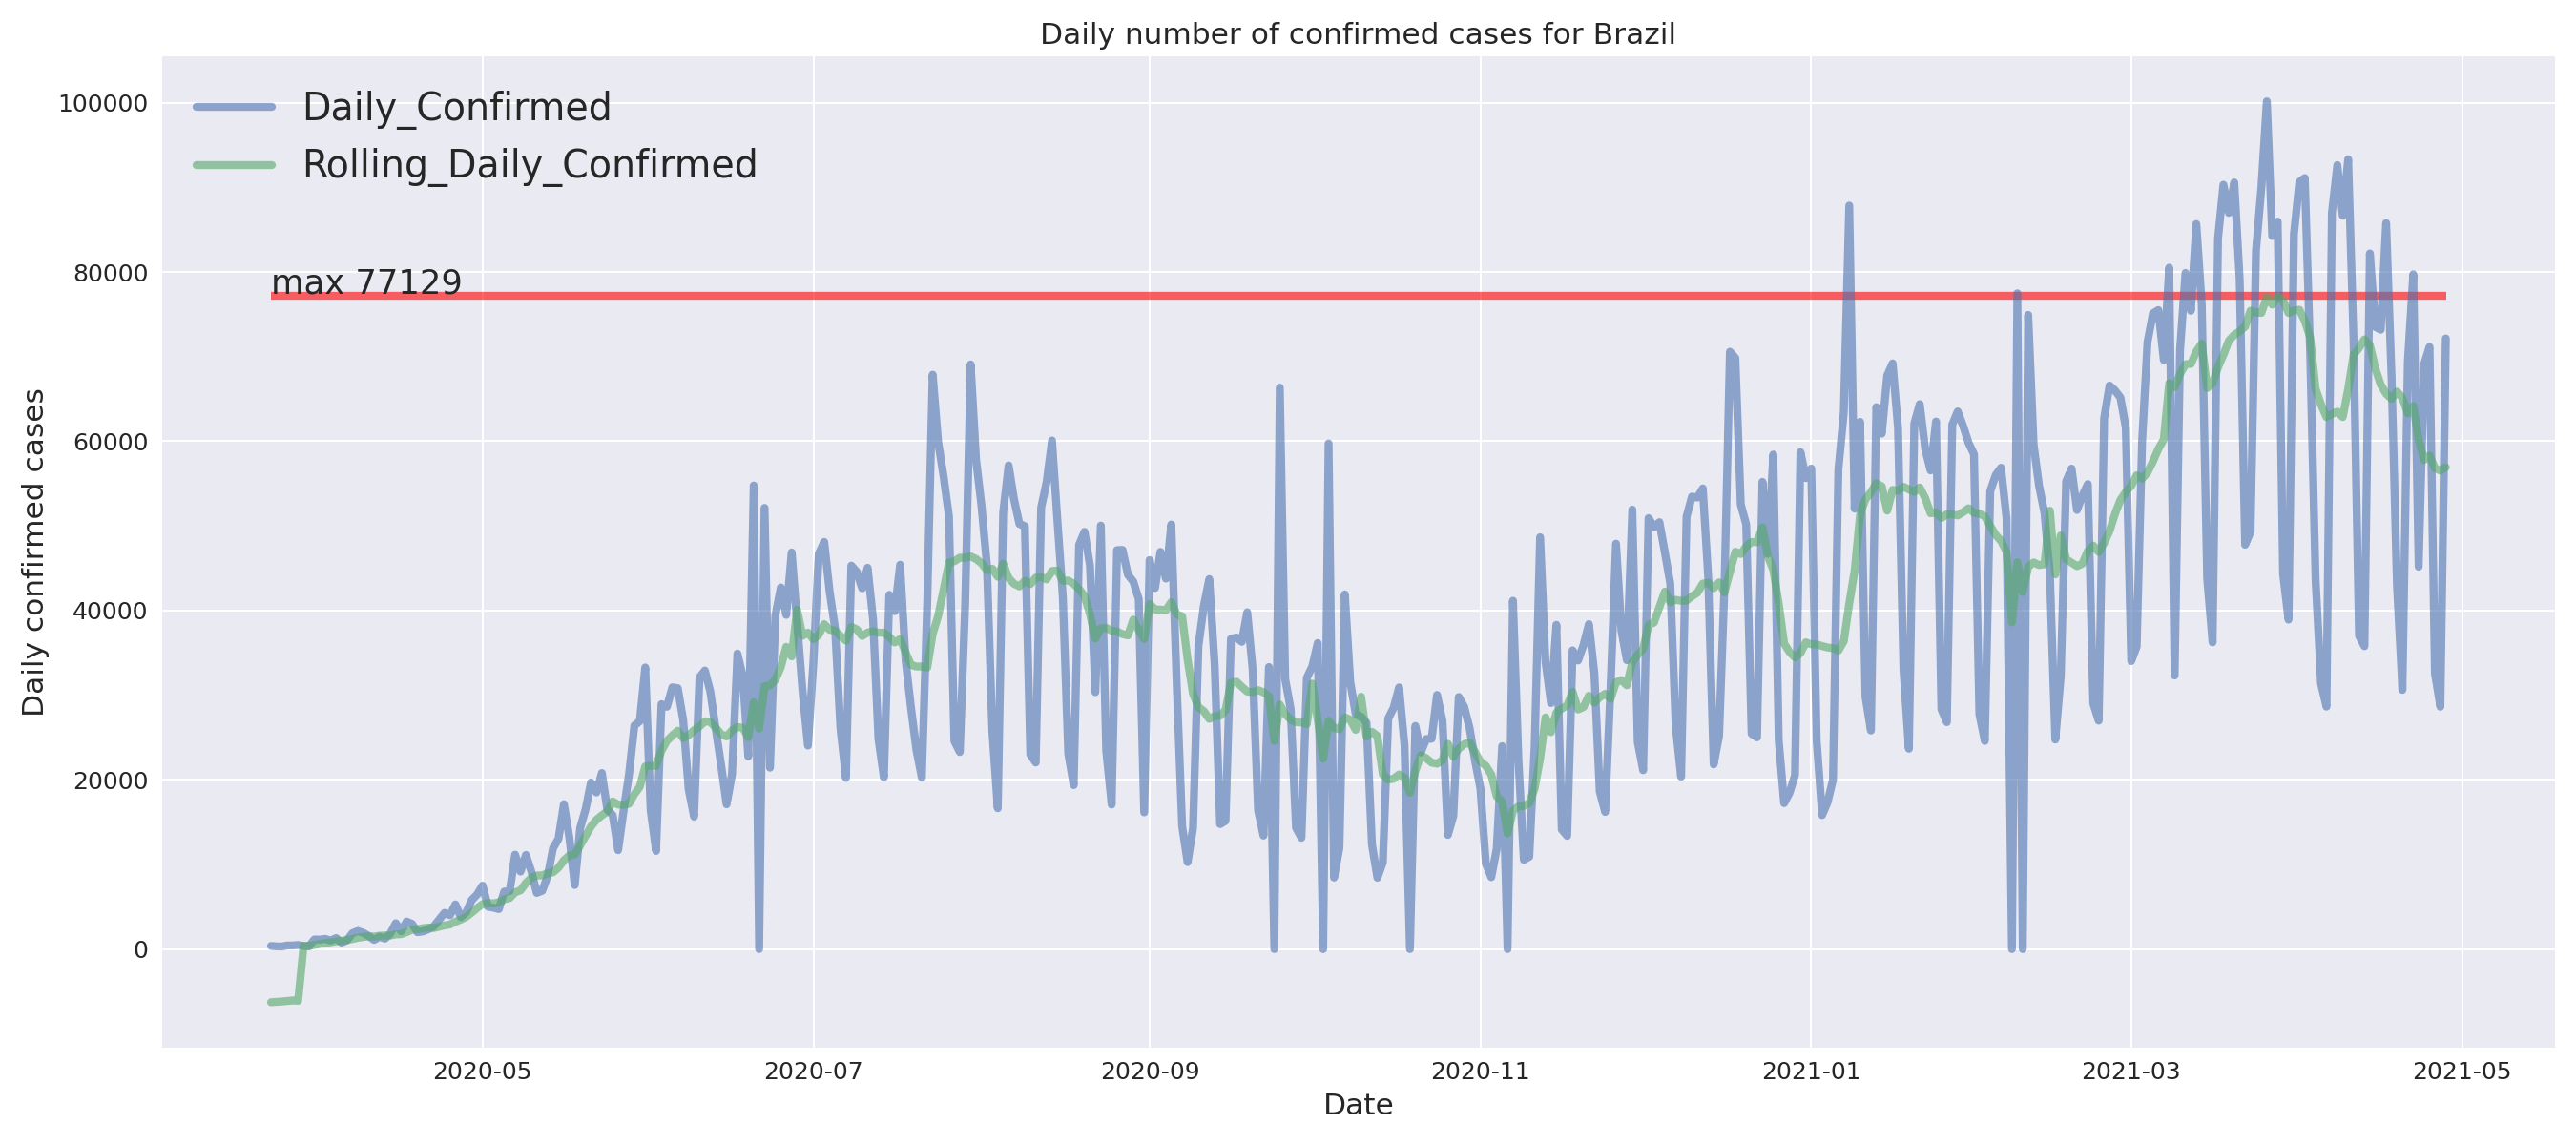 Daily number of confirmed cases for Brazil
100000
80000
60000
40000
20000
0
Daily confirmed cases
Daily_Confirmed
Rolling_Daily_Confirmed
max 77129
2020-05
2020-07
2020-09
2020-11
2021-01
2021-03
2021-05
Date